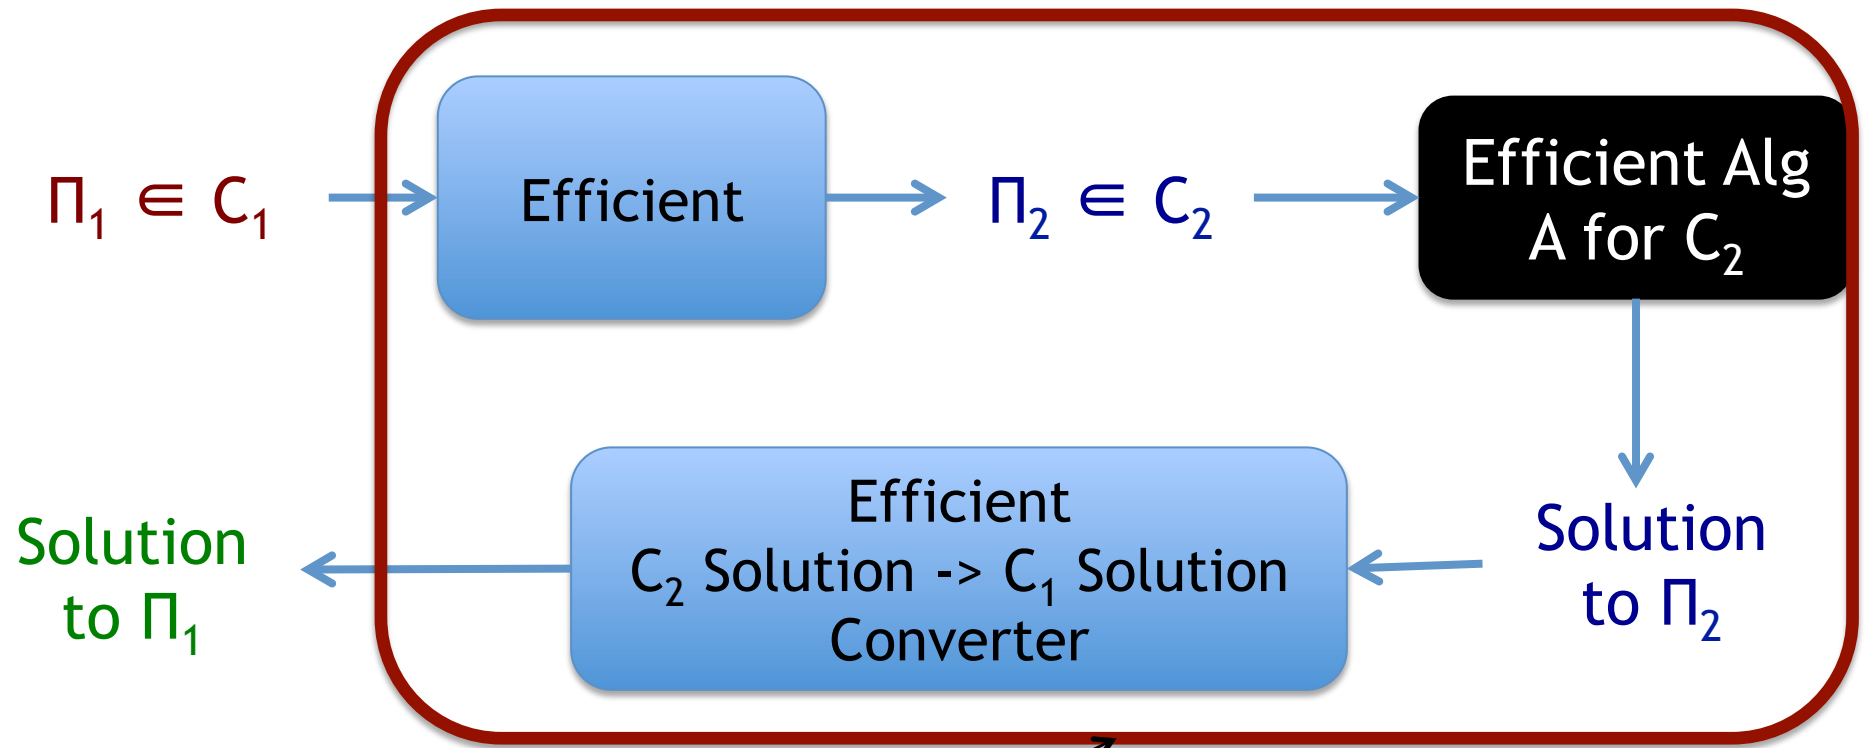 Π₁ ∈ C₁
Efficient
Π₂ ∈ C₂
Efficient Alg
A for C₂
Solution
to Π₂
Efficient
C₂ Solution -> C₁ Solution
Converter
Solution
to Π₁